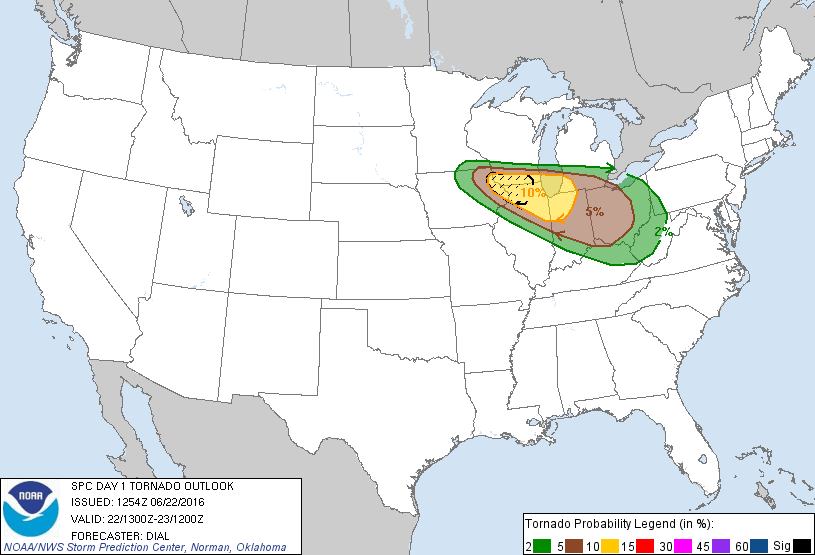 10%
5%
2%
NOAA
SPC DAY 1 TORNADO OUTLOOK
ISSUED: 1254Z 06/22/2016
VALID: 22/1300Z-23/1200Z
FORECASTER: DIAL
NOAA/NWS Storm Prediction Center, Norman, Oklahoma
Tornado Probability Legend (in %):
2 5 10 15 30 45 60 Sig